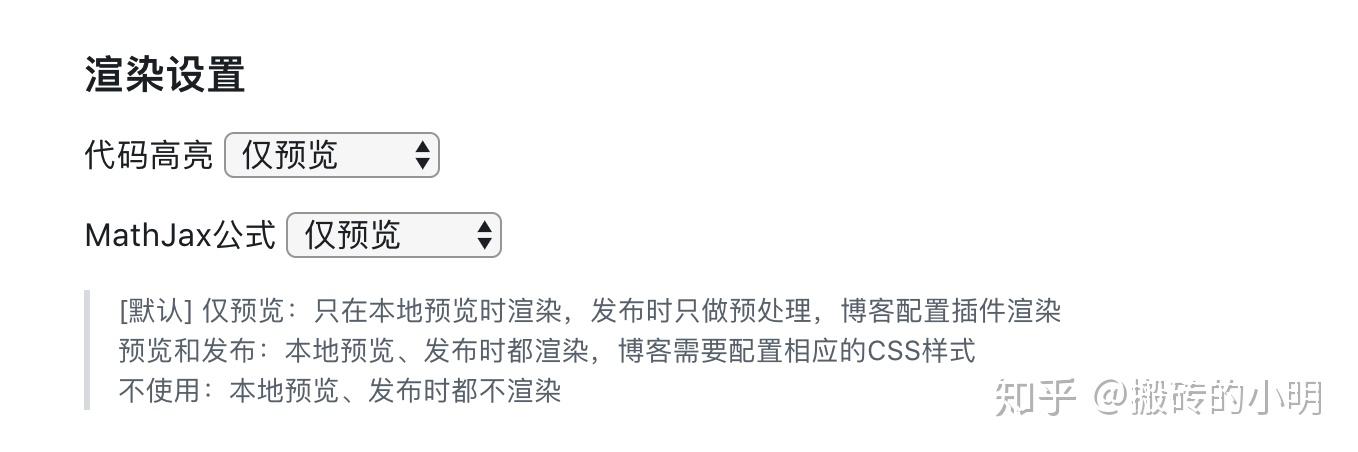 渲染设置
代码高亮 仅预览
MathJax公式 仅预览
[默认] 仅预览：只在本地预览时渲染，发布时只做预处理，博客配置插件渲染
预览和发布：本地预览、发布时都渲染，博客需要配置相应的CSS样式
不使用：本地预览、发布时都不渲染
知乎 @搬砖的小明